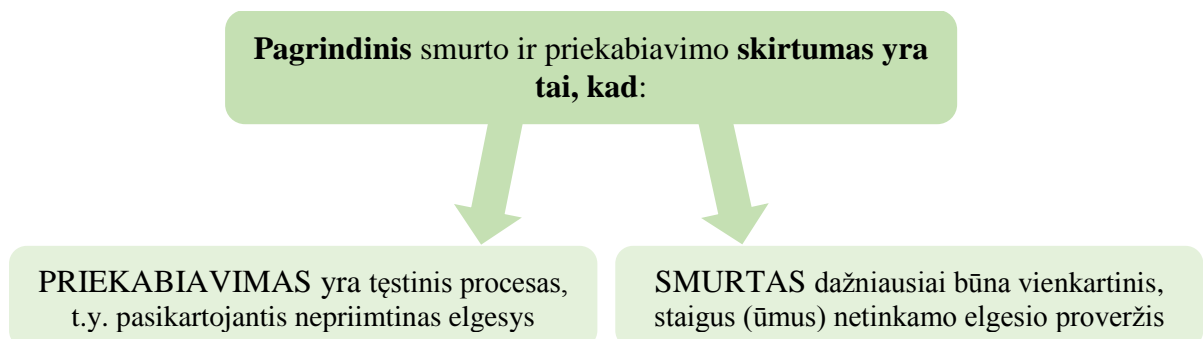 Pagrindinis smurto ir priekabiavimo skirtumas yra
tai, kad:
PRIEKABIAVIMAS yra tęstinis procesas,
t.y. pasikartojantis nepriimtinas elgesys
SMURTAS dažniausiai būna vienkartinis,
staigus (ūmus) netinkamo elgesio proveržis